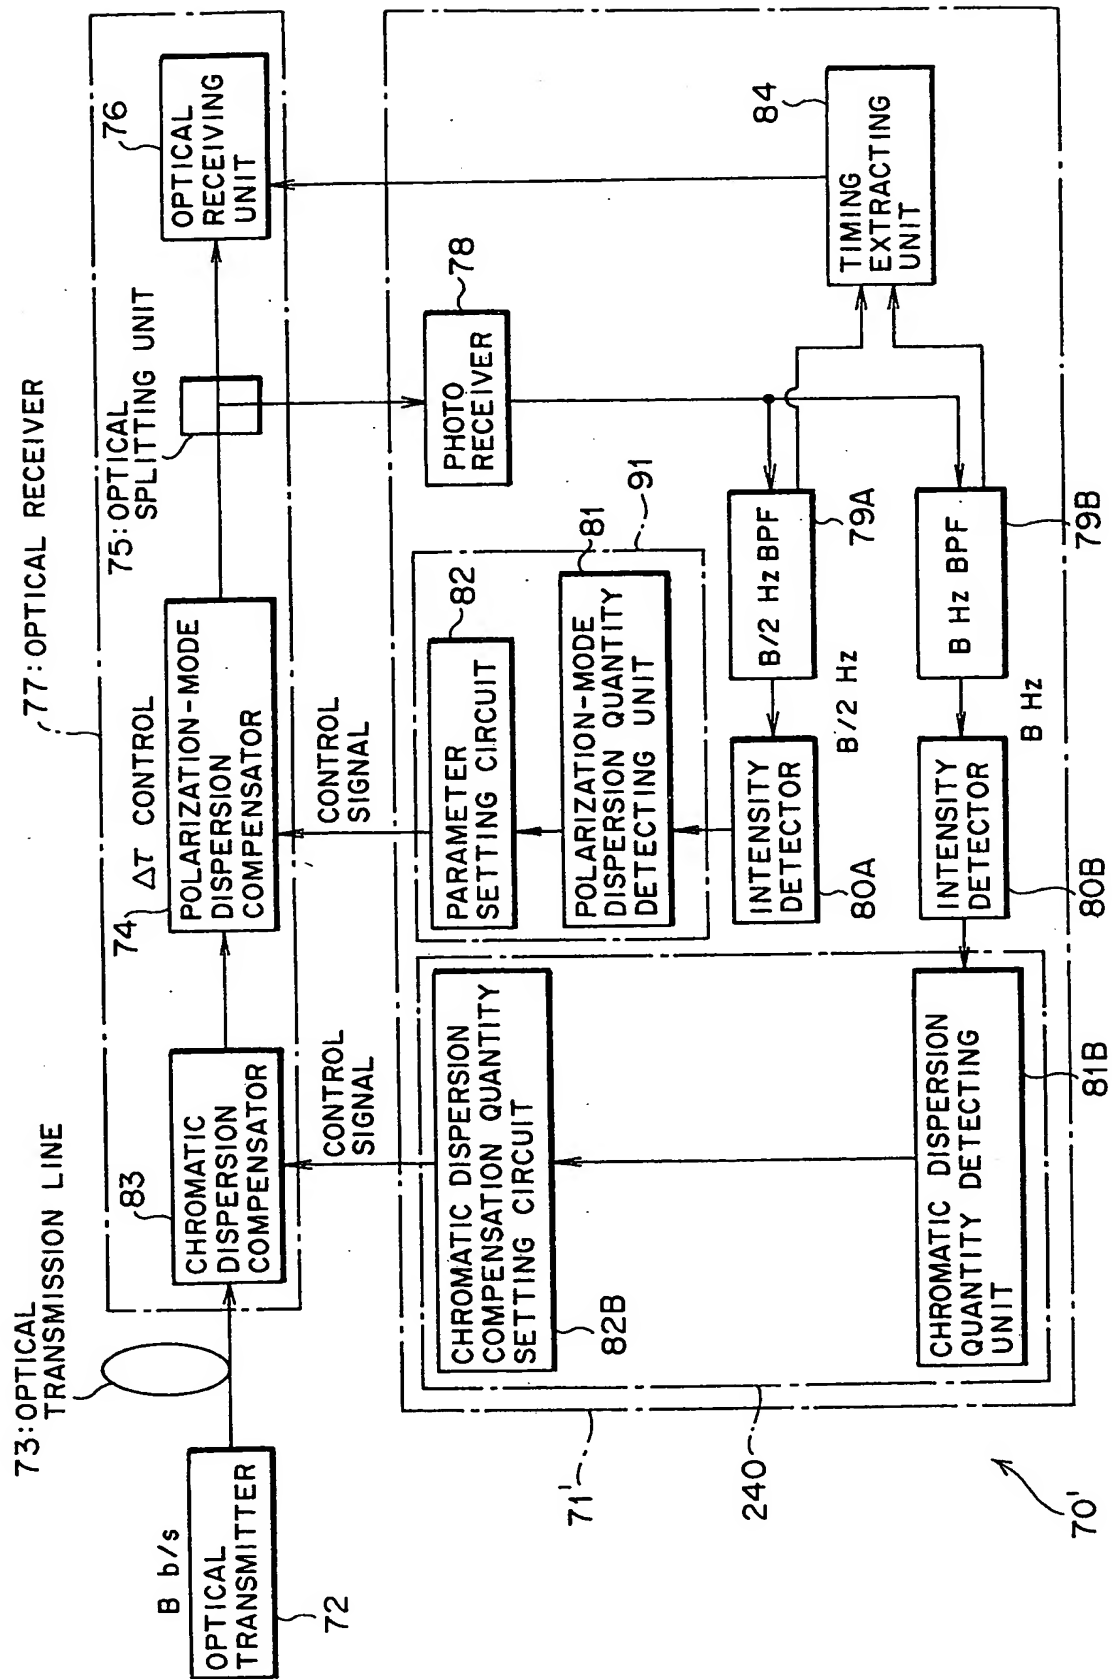 77:OPTICAL RECEIVER
73:OPTICAL
TRANSMISSION LINE
B b/s
OPTICAL
TRANSMITTER
72
83
CHROMATIC
DISPERSION
COMPENSATOR
74
Δτ CONTROL
POLARIZATION-MODE
DISPERSION
COMPENSATOR
75:OPTICAL
SPLITTING UNIT
76
OPTICAL
RECEIVING
UNIT
CONTROL
SIGNAL
CONTROL
SIGNAL
CHROMATIC DISPERSION
COMPENSATION QUANTITY
SETTING CIRCUIT
82B
PARAMETER
SETTING CIRCUIT
82
POLARIZATION-MODE
DISPERSION QUANTITY
DETECTING UNIT
81
91
PHOTO
RECEIVER
78
INTENSITY
DETECTOR
80A
B/2 Hz
B/2 Hz BPF
79A
TIMING
EXTRACTING
UNIT
84
CHROMATIC DISPERSION
QUANTITY DETECTING
UNIT
81B
INTENSITY
DETECTOR
80B
B Hz
B Hz BPF
79B
71'
240
70'